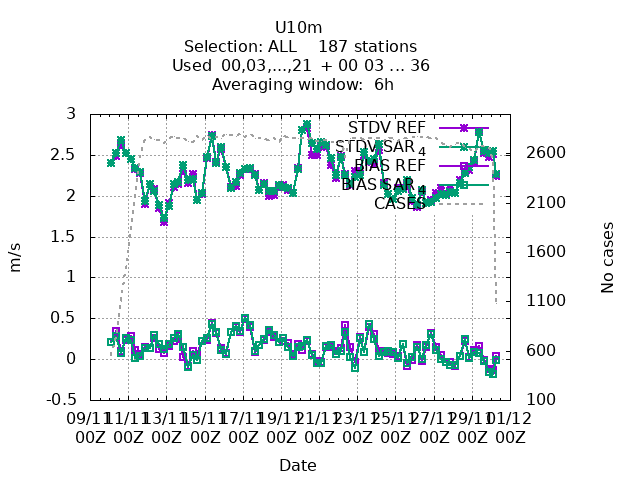 U10m
Selection: ALL    187 stations
Used  00,03,...,21  + 00 03 ... 36
Averaging window:  6h
STDV REF
STDV SAR_4
BIAS REF
BIAS SAR_4
CASES
3
2.5
2
1.5
1
0.5
0
-0.5
m/s
2600
2100
1600
1100
600
100
No cases
09/11 11/11 13/11 15/11 17/11 19/11 21/11 23/11 25/11 27/11 29/11 01/12
00Z 00Z 00Z 00Z 00Z 00Z 00Z 00Z 00Z 00Z 00Z 00Z
Date